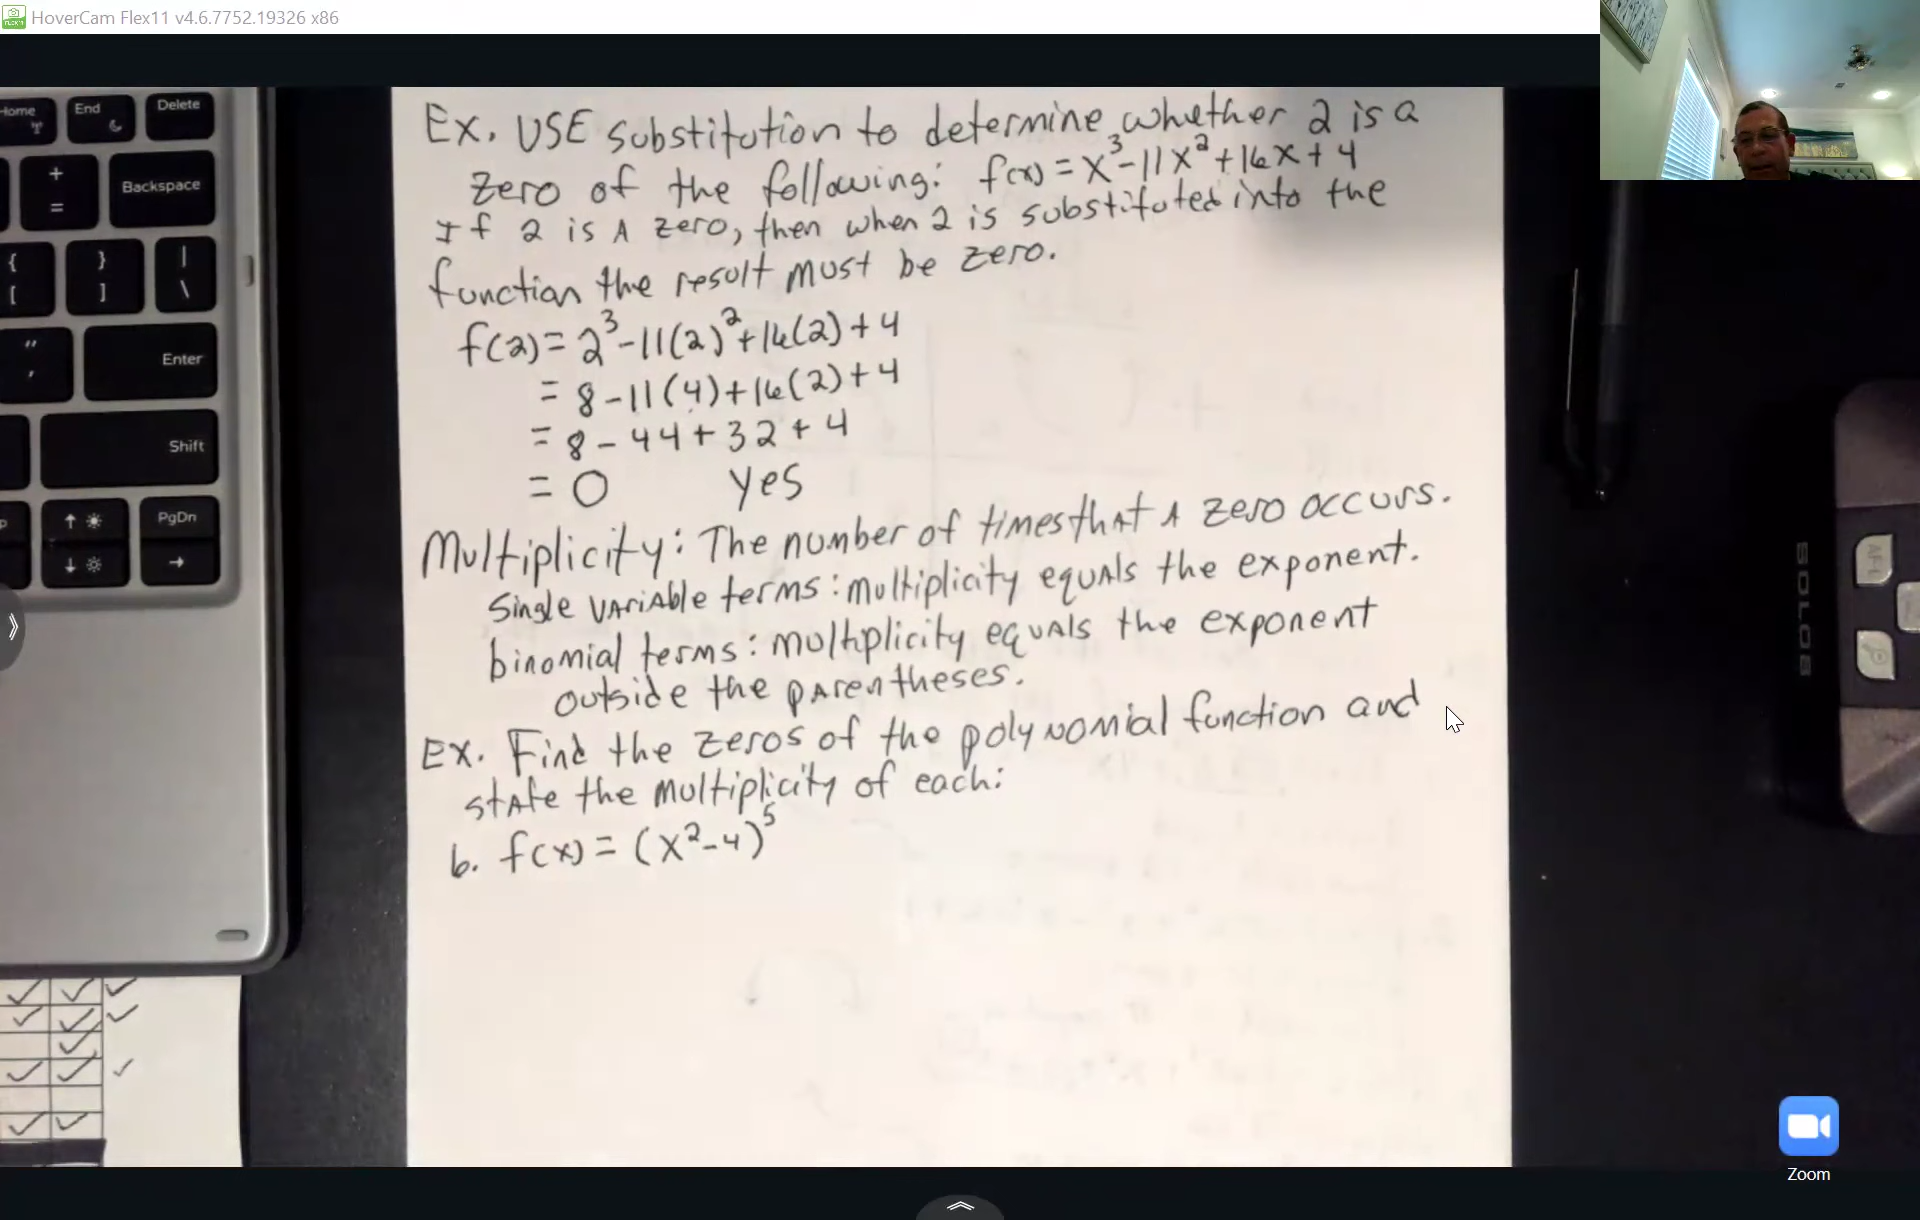 HoverCam Flex11 v4.6.7752.19326 x86
Home
End
Delete
+
=
Backspace
{
[
}
]
|
\
"
'
Enter
Shift
↑
PgDn
↓
→
Ex. USE substitution to determine whether 2 is a
zero of the following: f(x) = x³-11x²+16x+4
If 2 is A zero, then when 2 is substituted into the
function the result must be zero.
f(2) = 2³-11(2)²+16(2)+4
= 8-11(4)+16(2)+4
= 8-44+32+4
= 0 yes
Multiplicity: The number of times that A zero occurs.
single variable terms: multiplicity equals the exponent.
binomial terms: multiplicity equals the exponent
outside the parentheses.
Ex. Find the zeros of the polynomial function and
state the multiplicity of each:
b. f(x) = (x²-4)⁵
SOLO8
Zoom